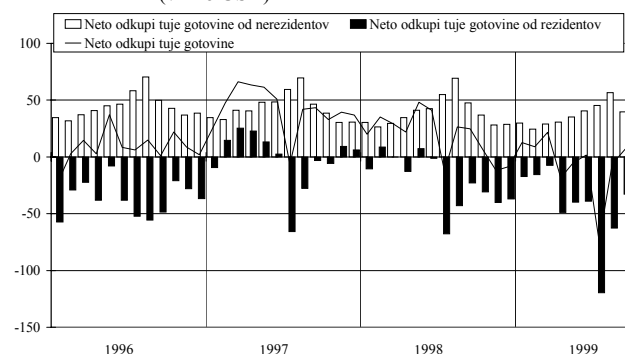 Neto odkupi tuje gotovine od nerezidentov
Neto odkupi tuje gotovine od rezidentov
Neto odkupi tuje gotovine
100
50
0
-50
-100
-150
1996 1997 1998 1999